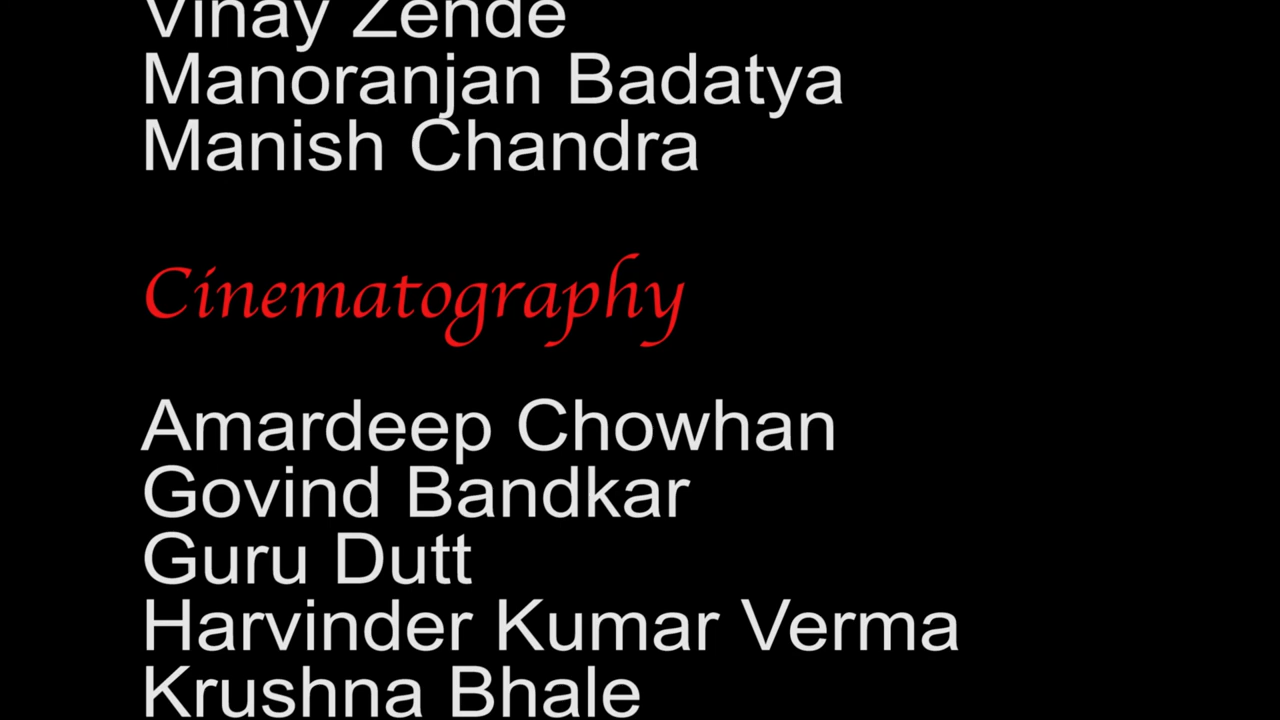 Vinay Zende
Manoranjan Badatya
Manish Chandra
Cinematography
Amardeep Chowhan
Govind Bandkar
Guru Dutt
Harvinder Kumar Verma
Krushna Bhale